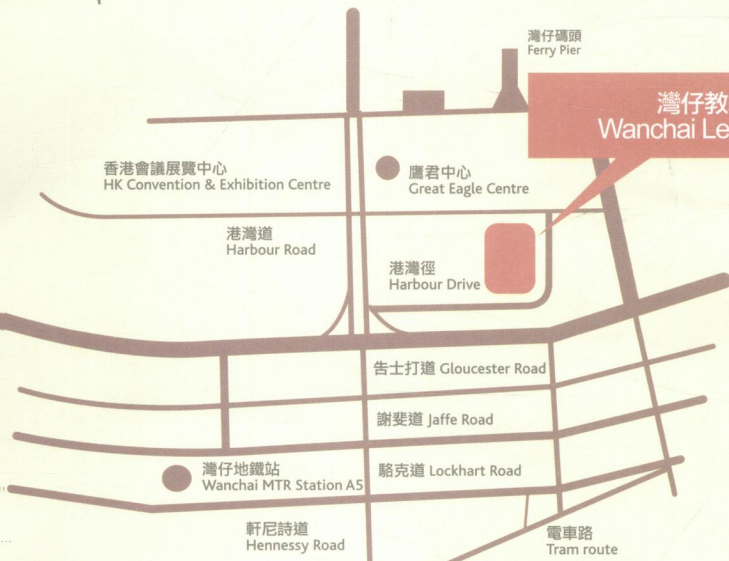 灣仔碼頭
Ferry Pier
灣仔教
Wanchai Le
香港會議展覽中心
HK Convention & Exhibition Centre
鷹君中心
Great Eagle Centre
港灣道
Harbour Road
港灣徑
Harbour Drive
告士打道 Gloucester Road
謝斐道 Jaffe Road
灣仔地鐵站
Wanchai MTR Station A5
駱克道 Lockhart Road
軒尼詩道
Hennessy Road
電車路
Tram route